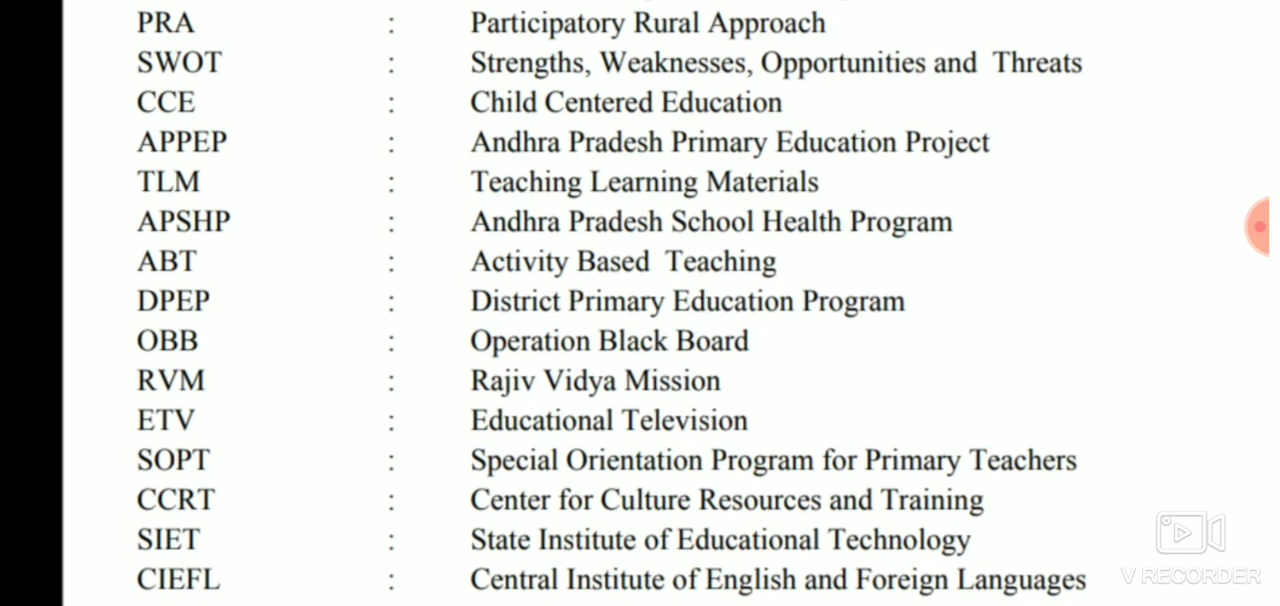 PRA : Participatory Rural Approach
SWOT : Strengths, Weaknesses, Opportunities and Threats
CCE : Child Centered Education
APPEP : Andhra Pradesh Primary Education Project
TLM : Teaching Learning Materials
APSHP : Andhra Pradesh School Health Program
ABT : Activity Based Teaching
DPEP : District Primary Education Program
OBB : Operation Black Board
RVM : Rajiv Vidya Mission
ETV : Educational Television
SOPT : Special Orientation Program for Primary Teachers
CCRT : Center for Culture Resources and Training
SIET : State Institute of Educational Technology
CIEFL : Central Institute of English and Foreign Languages
V RECORDER